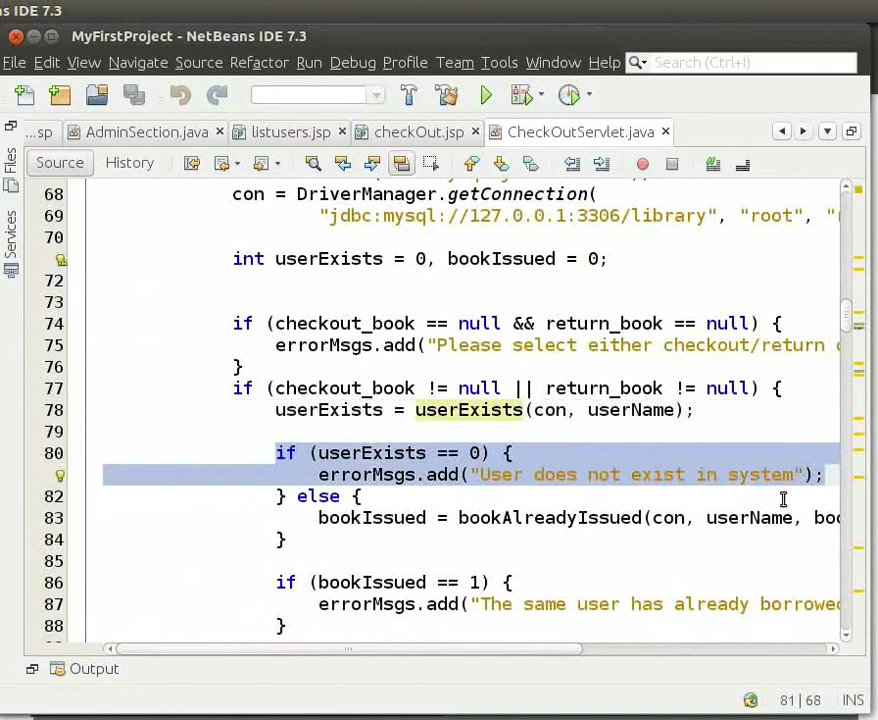 s IDE 7.3
MyFirstProject - NetBeans IDE 7.3
File Edit View Navigate Source Refactor Run Debug Profile Team Tools Window Help Search (Ctrl+I)
...sp AdminSection.java listusers.jsp checkOut.jsp CheckOutServlet.java
Source History
Files
Services
68 con = DriverManager.getConnection(
69 "jdbc:mysql://127.0.0.1:3306/library", "root", "
70
int userExists = 0, bookIssued = 0;
72
73
74 if (checkout_book == null && return_book == null) {
75 errorMsgs.add("Please select either checkout/return
76 }
77 if (checkout_book != null || return_book != null) {
78 userExists = userExists(con, userName);
79
80 if (userExists == 0) {
errorMsgs.add("User does not exist in system");
82 } else {
83 bookIssued = bookAlreadyIssued(con, userName, boo
84 }
85
86 if (bookIssued == 1) {
87 errorMsgs.add("The same user has already borrowed
88 }
Output
81|68 INS